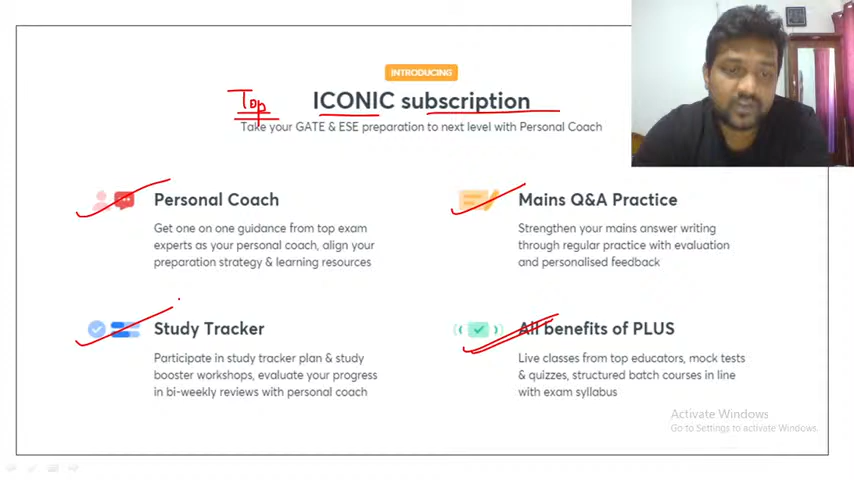 INTRODUCING
Top
ICONIC subscription
Take your GATE & ESE preparation to next level with Personal Coach
Personal Coach
Get one on one guidance from top exam
experts as your personal coach, align your
preparation strategy & learning resources
Mains Q&A Practice
Strengthen your mains answer writing
through regular practice with evaluation
and personalised feedback
Study Tracker
Participate in study tracker plan & study
booster workshops, evaluate your progress
in bi-weekly reviews with personal coach
All benefits of PLUS
Live classes from top educators, mock tests
& quizzes, structured batch courses in line
with exam syllabus
Activate Windows
Go to Settings to activate Windows.